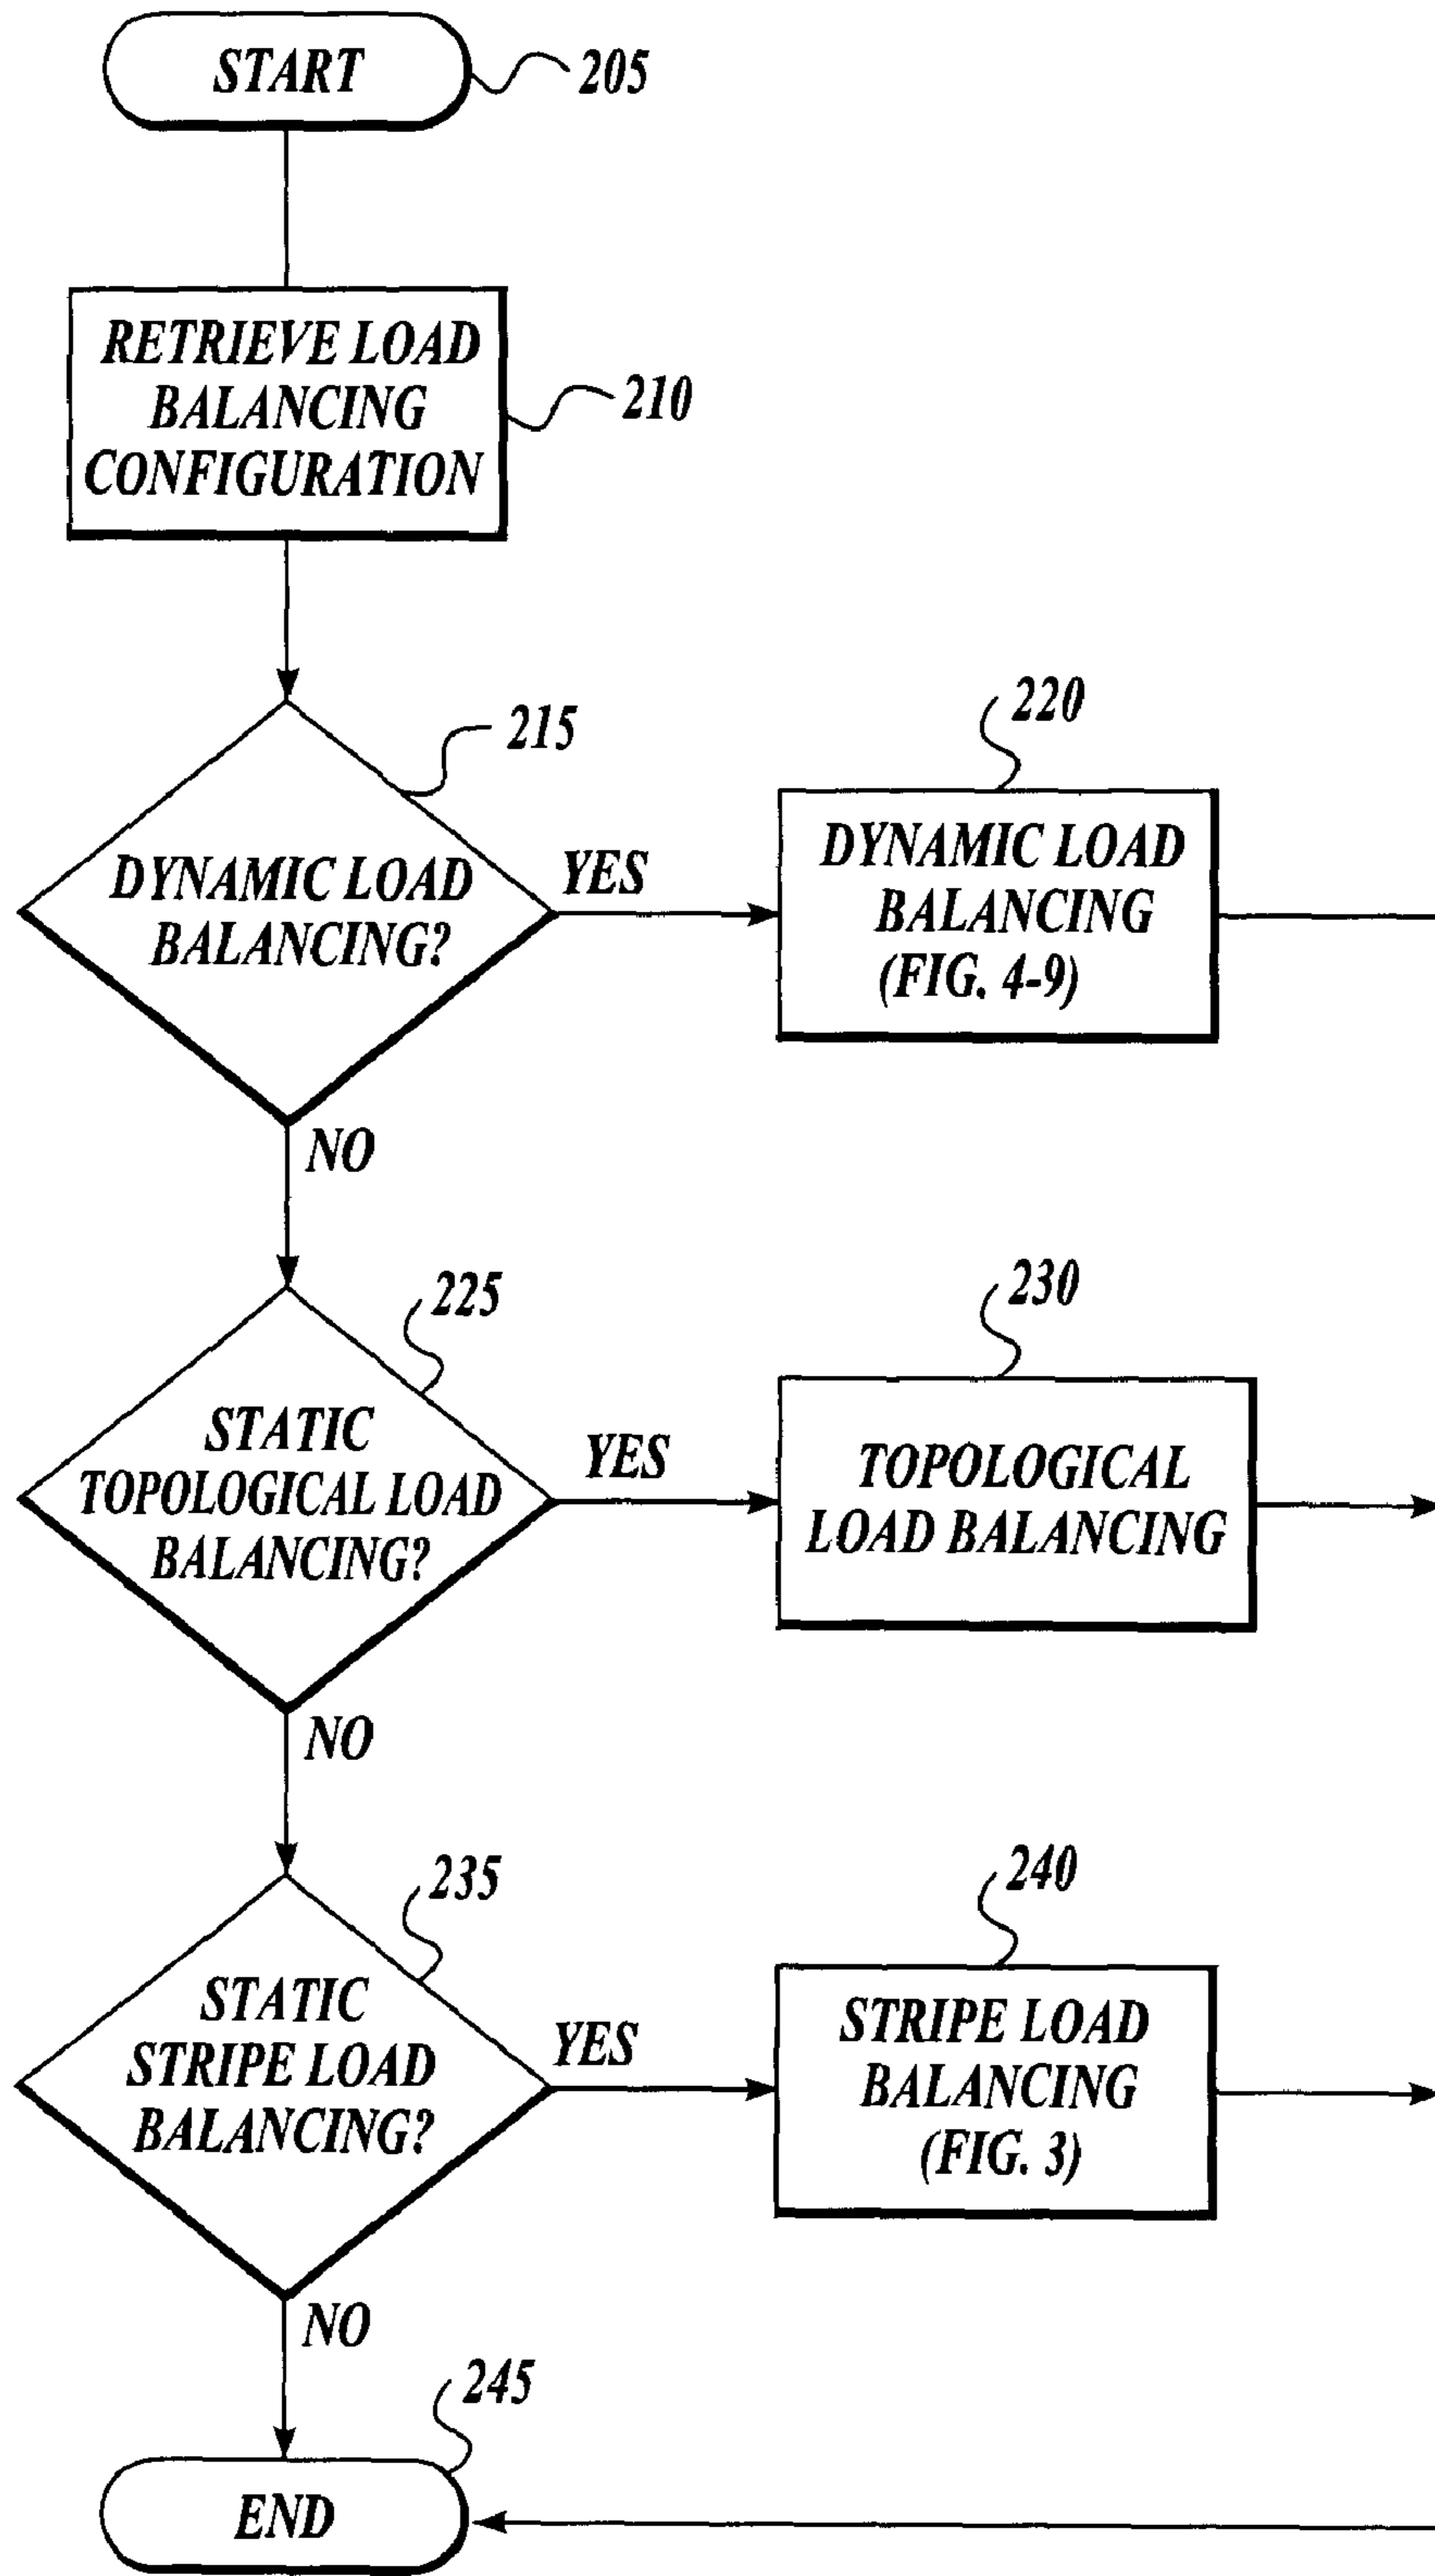 START
205
RETRIEVE LOAD
BALANCING
CONFIGURATION
210
215
DYNAMIC LOAD
BALANCING?
YES
220
DYNAMIC LOAD
BALANCING
(FIG. 4-9)
NO
225
STATIC
TOPOLOGICAL LOAD
BALANCING?
YES
230
TOPOLOGICAL
LOAD BALANCING
NO
235
STATIC
STRIPE LOAD
BALANCING?
YES
240
STRIPE LOAD
BALANCING
(FIG. 3)
NO
245
END